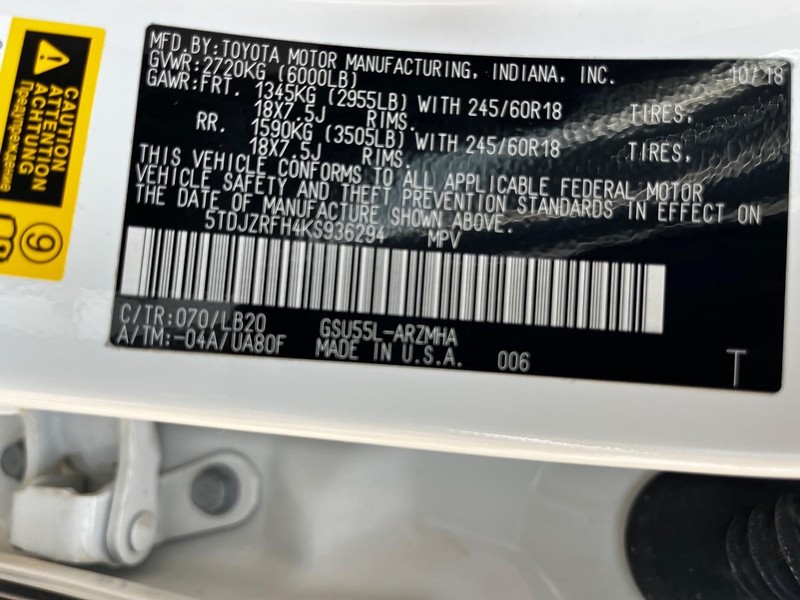 CAUTION
ATTENTION
ACHTUNG
Предупреждение
9
MFD.BY:TOYOTA MOTOR MANUFACTURING, INDIANA, INC. 10/18
GVWR:2720KG (6000LB)
GAWR:FRT. 1345KG (2955LB) WITH 245/60R18 TIRES,
18X7.5J RIMS.
RR. 1590KG (3505LB) WITH 245/60R18 TIRES,
18X7.5J RIMS.
THIS VEHICLE CONFORMS TO ALL APPLICABLE FEDERAL MOTOR
VEHICLE SAFETY AND THEFT PREVENTION STANDARDS IN EFFECT ON
THE DATE OF MANUFACTURE SHOWN ABOVE.
5TDJZRFH4KS936294 MPV
C/TR:070/LB20 GSU55L-ARZMHA
A/TM:-04A/UA80F MADE IN U.S.A. 006
T